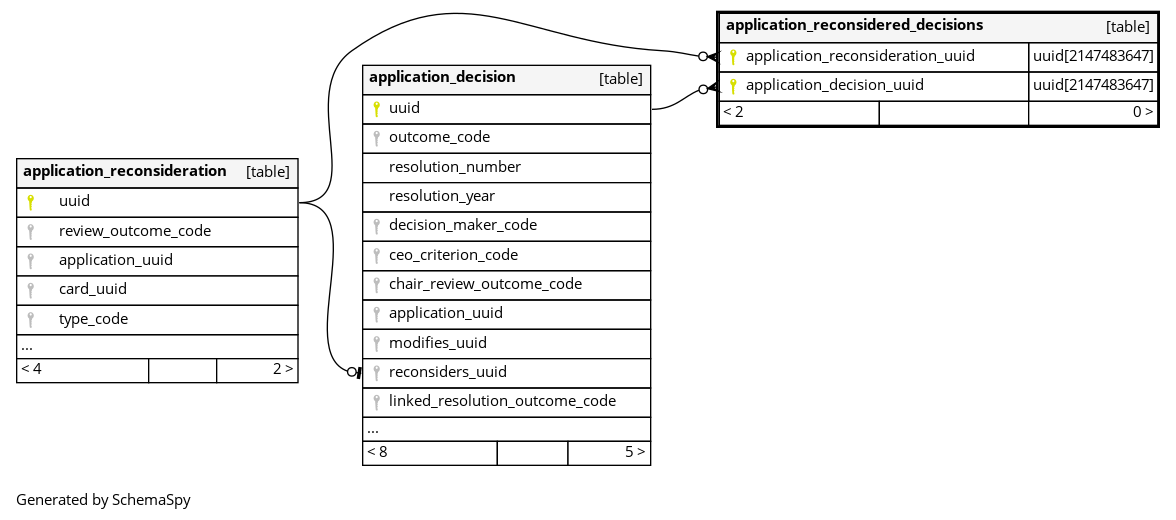 application_reconsidered_decisions [table]
application_reconsideration_uuid uuid[2147483647]
application_decision_uuid uuid[2147483647]
< 2 0 >
application_decision [table]
uuid
outcome_code
resolution_number
resolution_year
decision_maker_code
ceo_criterion_code
chair_review_outcome_code
application_uuid
modifies_uuid
reconsiders_uuid
linked_resolution_outcome_code
...
< 8 5 >
application_reconsideration [table]
uuid
review_outcome_code
application_uuid
card_uuid
type_code
...
< 4 2 >
Generated by SchemaSpy